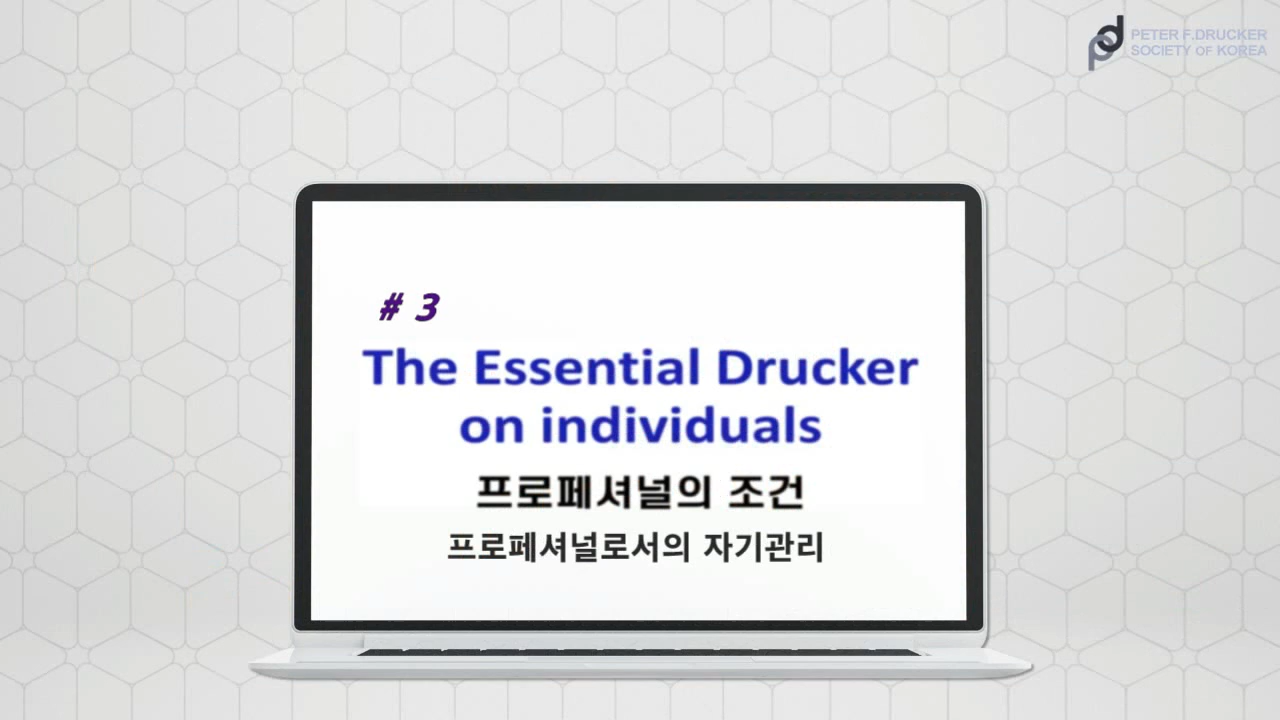 PETER F.DRUCKER
SOCIETY OF KOREA
# 3
The Essential Drucker
on individuals
프로페셔널의 조건
프로페셔널로서의 자기관리